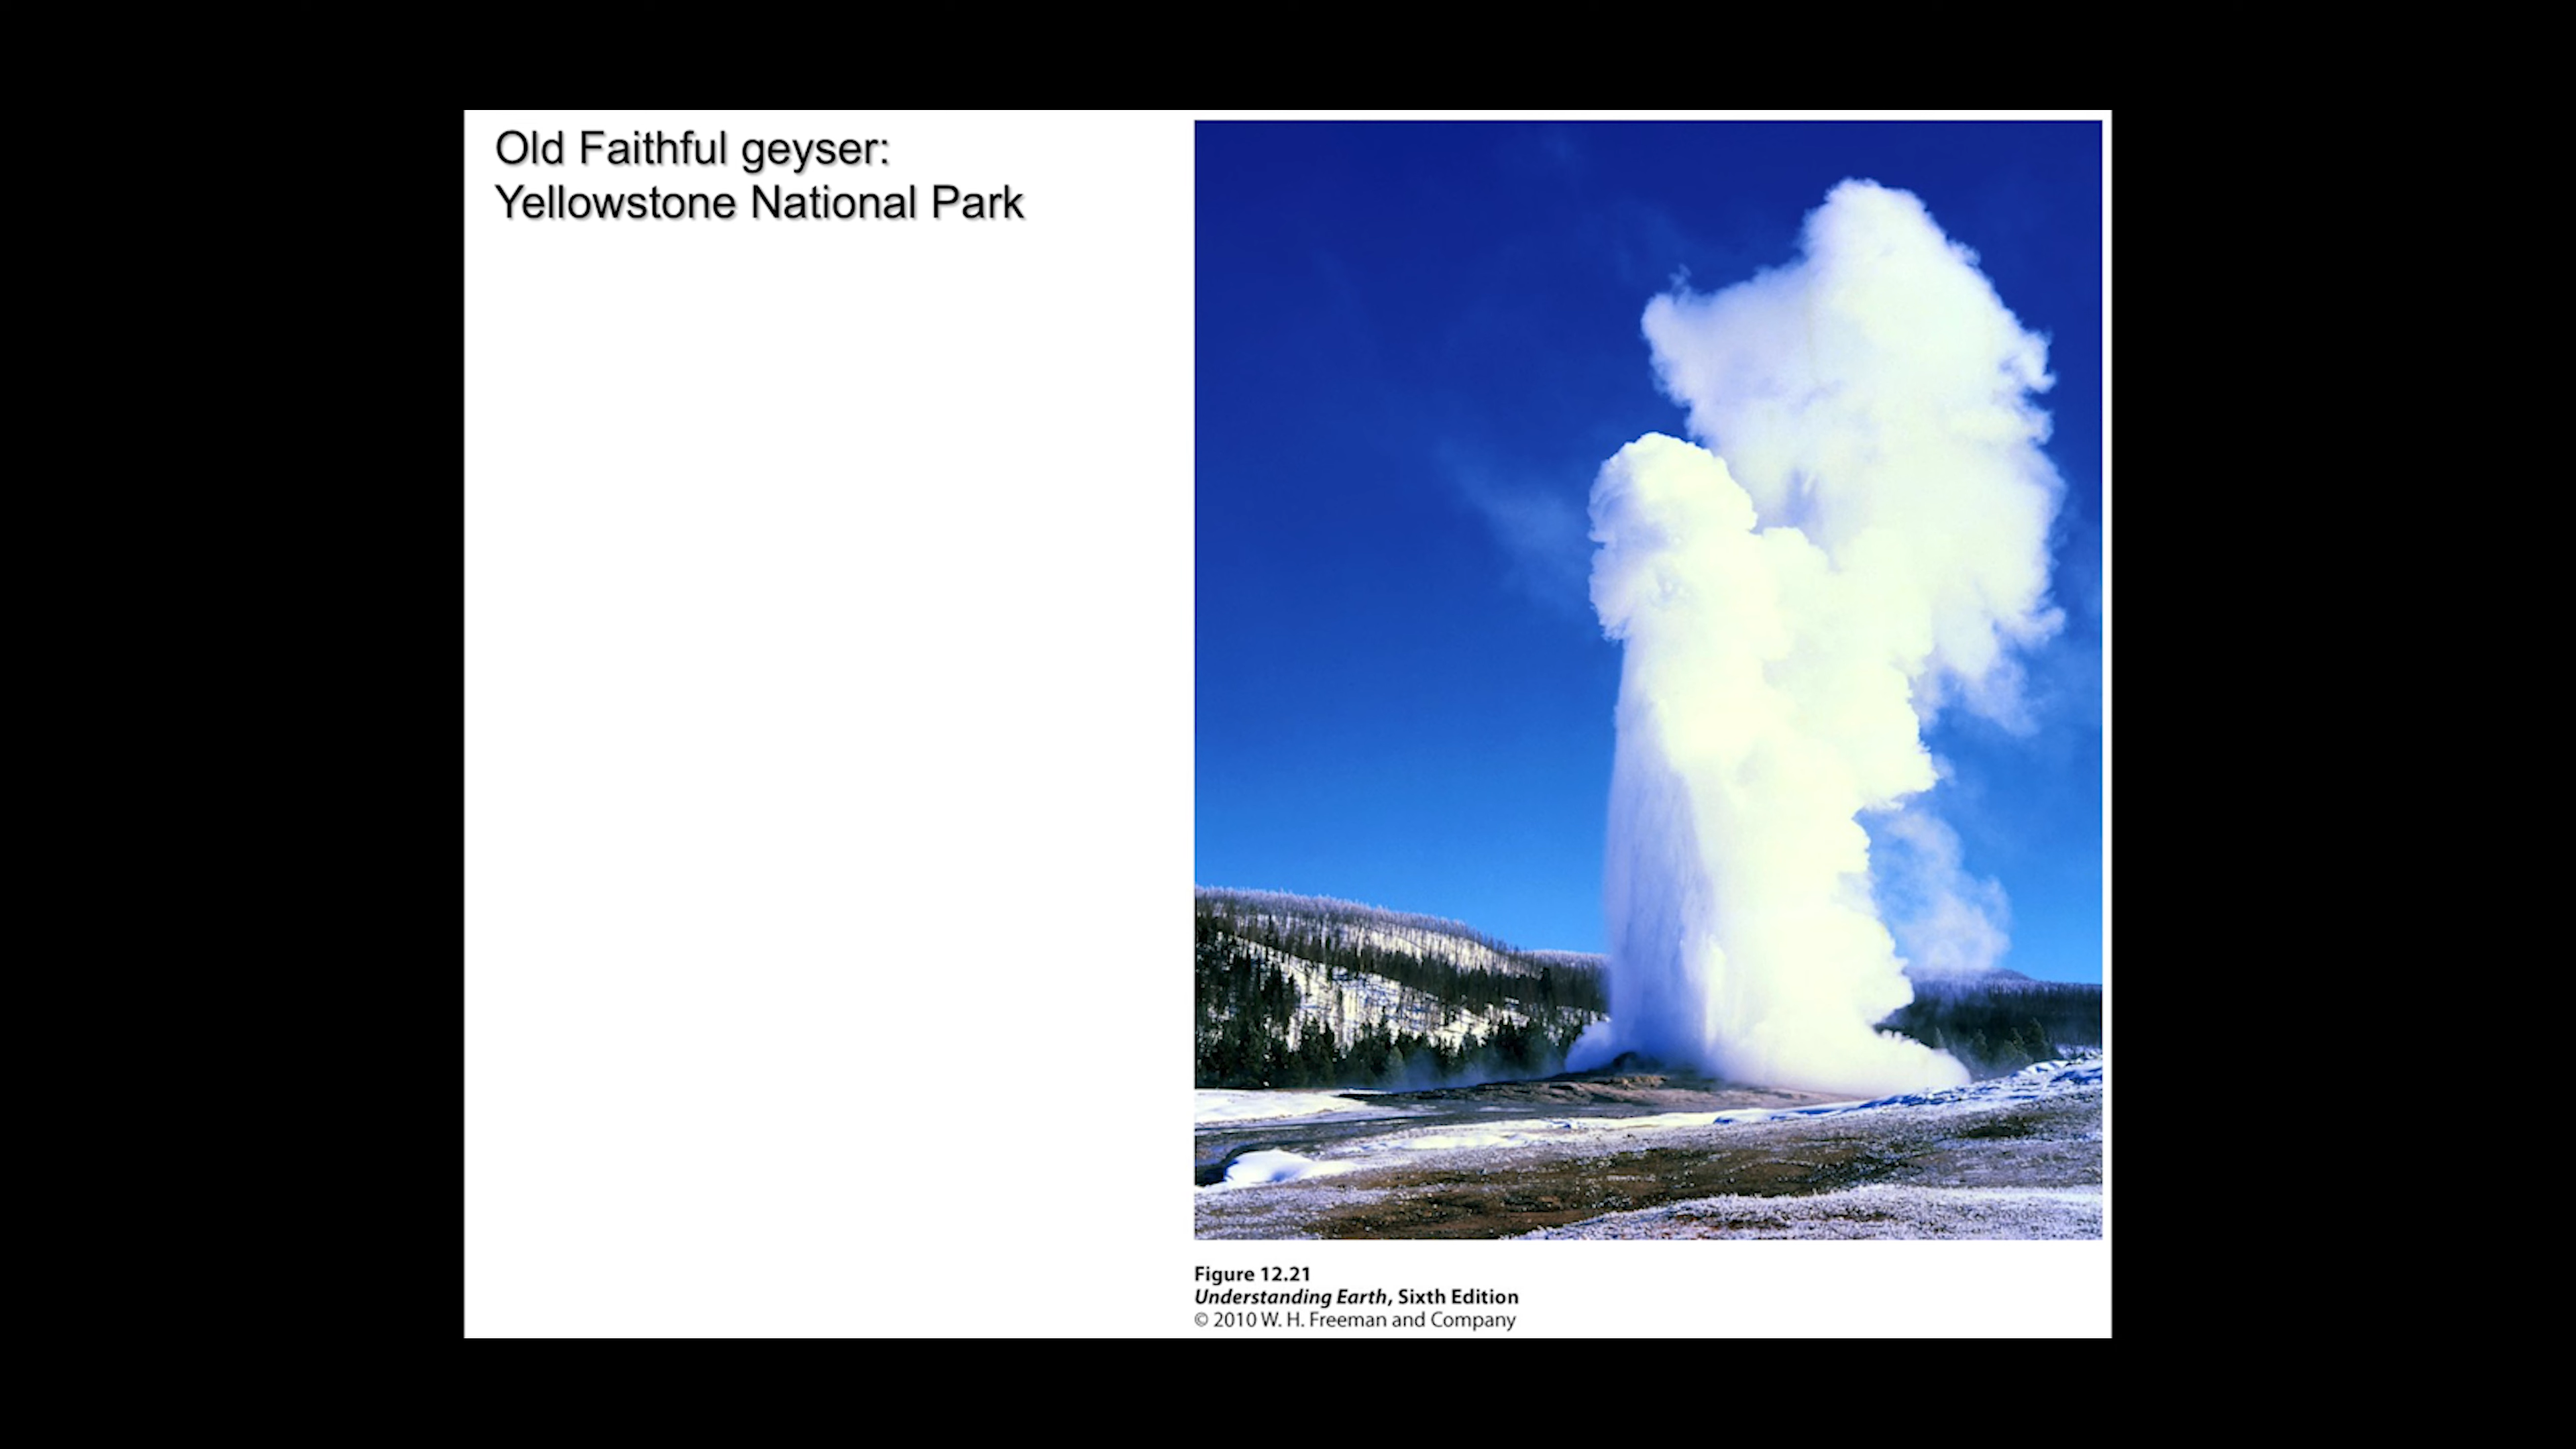 Old Faithful geyser:
Yellowstone National Park
Figure 12.21
Understanding Earth, Sixth Edition
© 2010 W. H. Freeman and Company